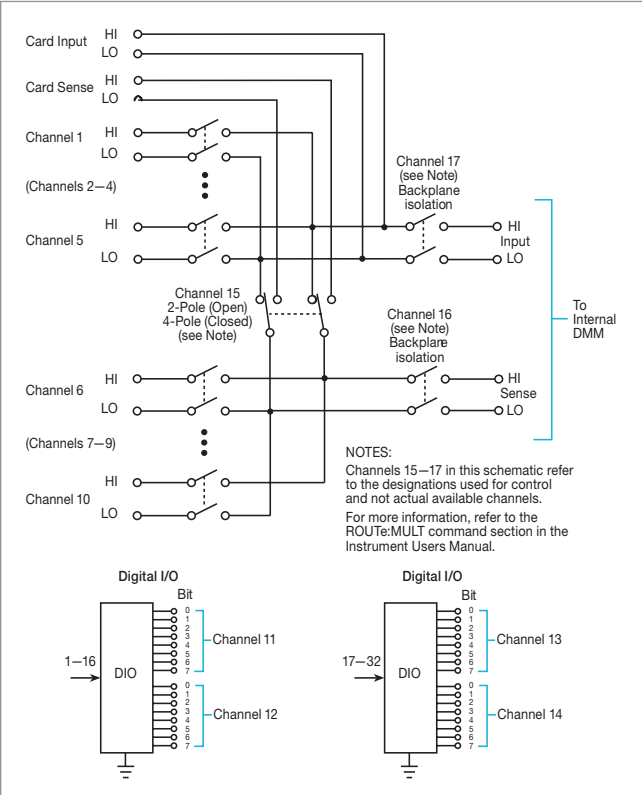 Card Input HI
LO
Card Sense HI
LO
Channel 1 HI
LO
(Channels 2—4)
Channel 5 HI
LO
Channel 17
(see Note)
Backplane
isolation
HI
Input
LO
To
Internal
DMM
Channel 15
2-Pole (Open)
4-Pole (Closed)
(see Note)
Channel 16
(see Note)
Backplane
isolation
HI
Sense
LO
Channel 6 HI
LO
(Channels 7—9)
Channel 10 HI
LO
NOTES:
Channels 15—17 in this schematic refer
to the designations used for control
and not actual available channels.
For more information, refer to the
ROUTe:MULT command section in the
Instrument Users Manual.
Digital I/O
Bit
1—16
DIO
0
1
2
3
4
5
6
7
Channel 11
0
1
2
3
4
5
6
7
Channel 12
Digital I/O
Bit
17—32
DIO
0
1
2
3
4
5
6
7
Channel 13
0
1
2
3
4
5
6
7
Channel 14